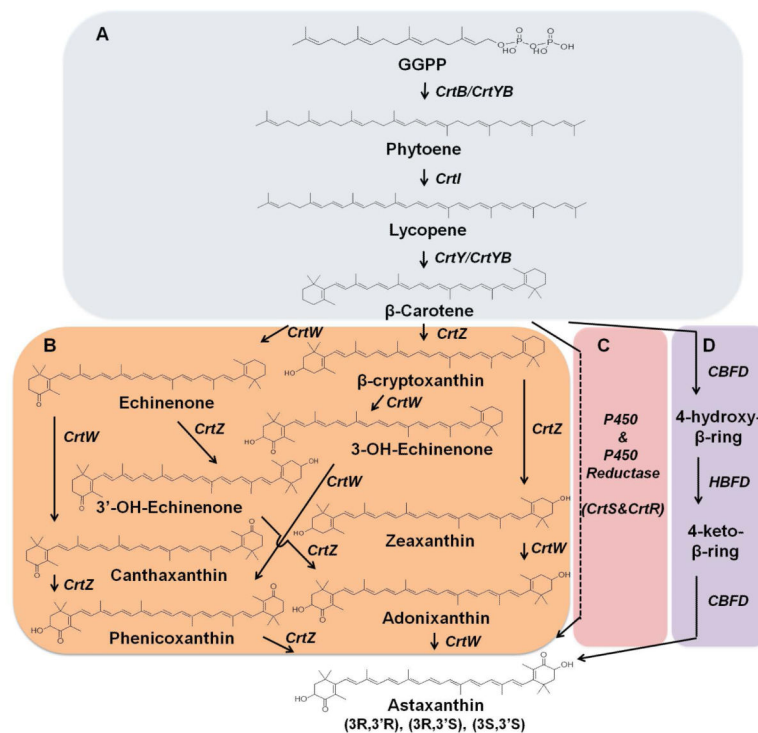 A
GGPP
CrtB/CrtYB
Phytoene
CrtI
Lycopene
CrtY/CrtYB
β-Carotene
B
CrtW
CrtZ
C
D
CBFD
β-cryptoxanthin
Echinenone
CrtW
CrtW
CrtZ
3-OH-Echinenone
CrtZ
P450
&
P450
Reductase
(CrtS&CrtR)
4-hydroxy-
β-ring
HBFD
CrtW
3'-OH-Echinenone
Zeaxanthin
4-keto-
β-ring
CrtZ
CrtW
Canthaxanthin
CrtZ
Adonixanthin
CBFD
Phenicoxanthin
CrtZ
CrtW
Astaxanthin
(3R,3'R), (3R,3'S), (3S,3'S)